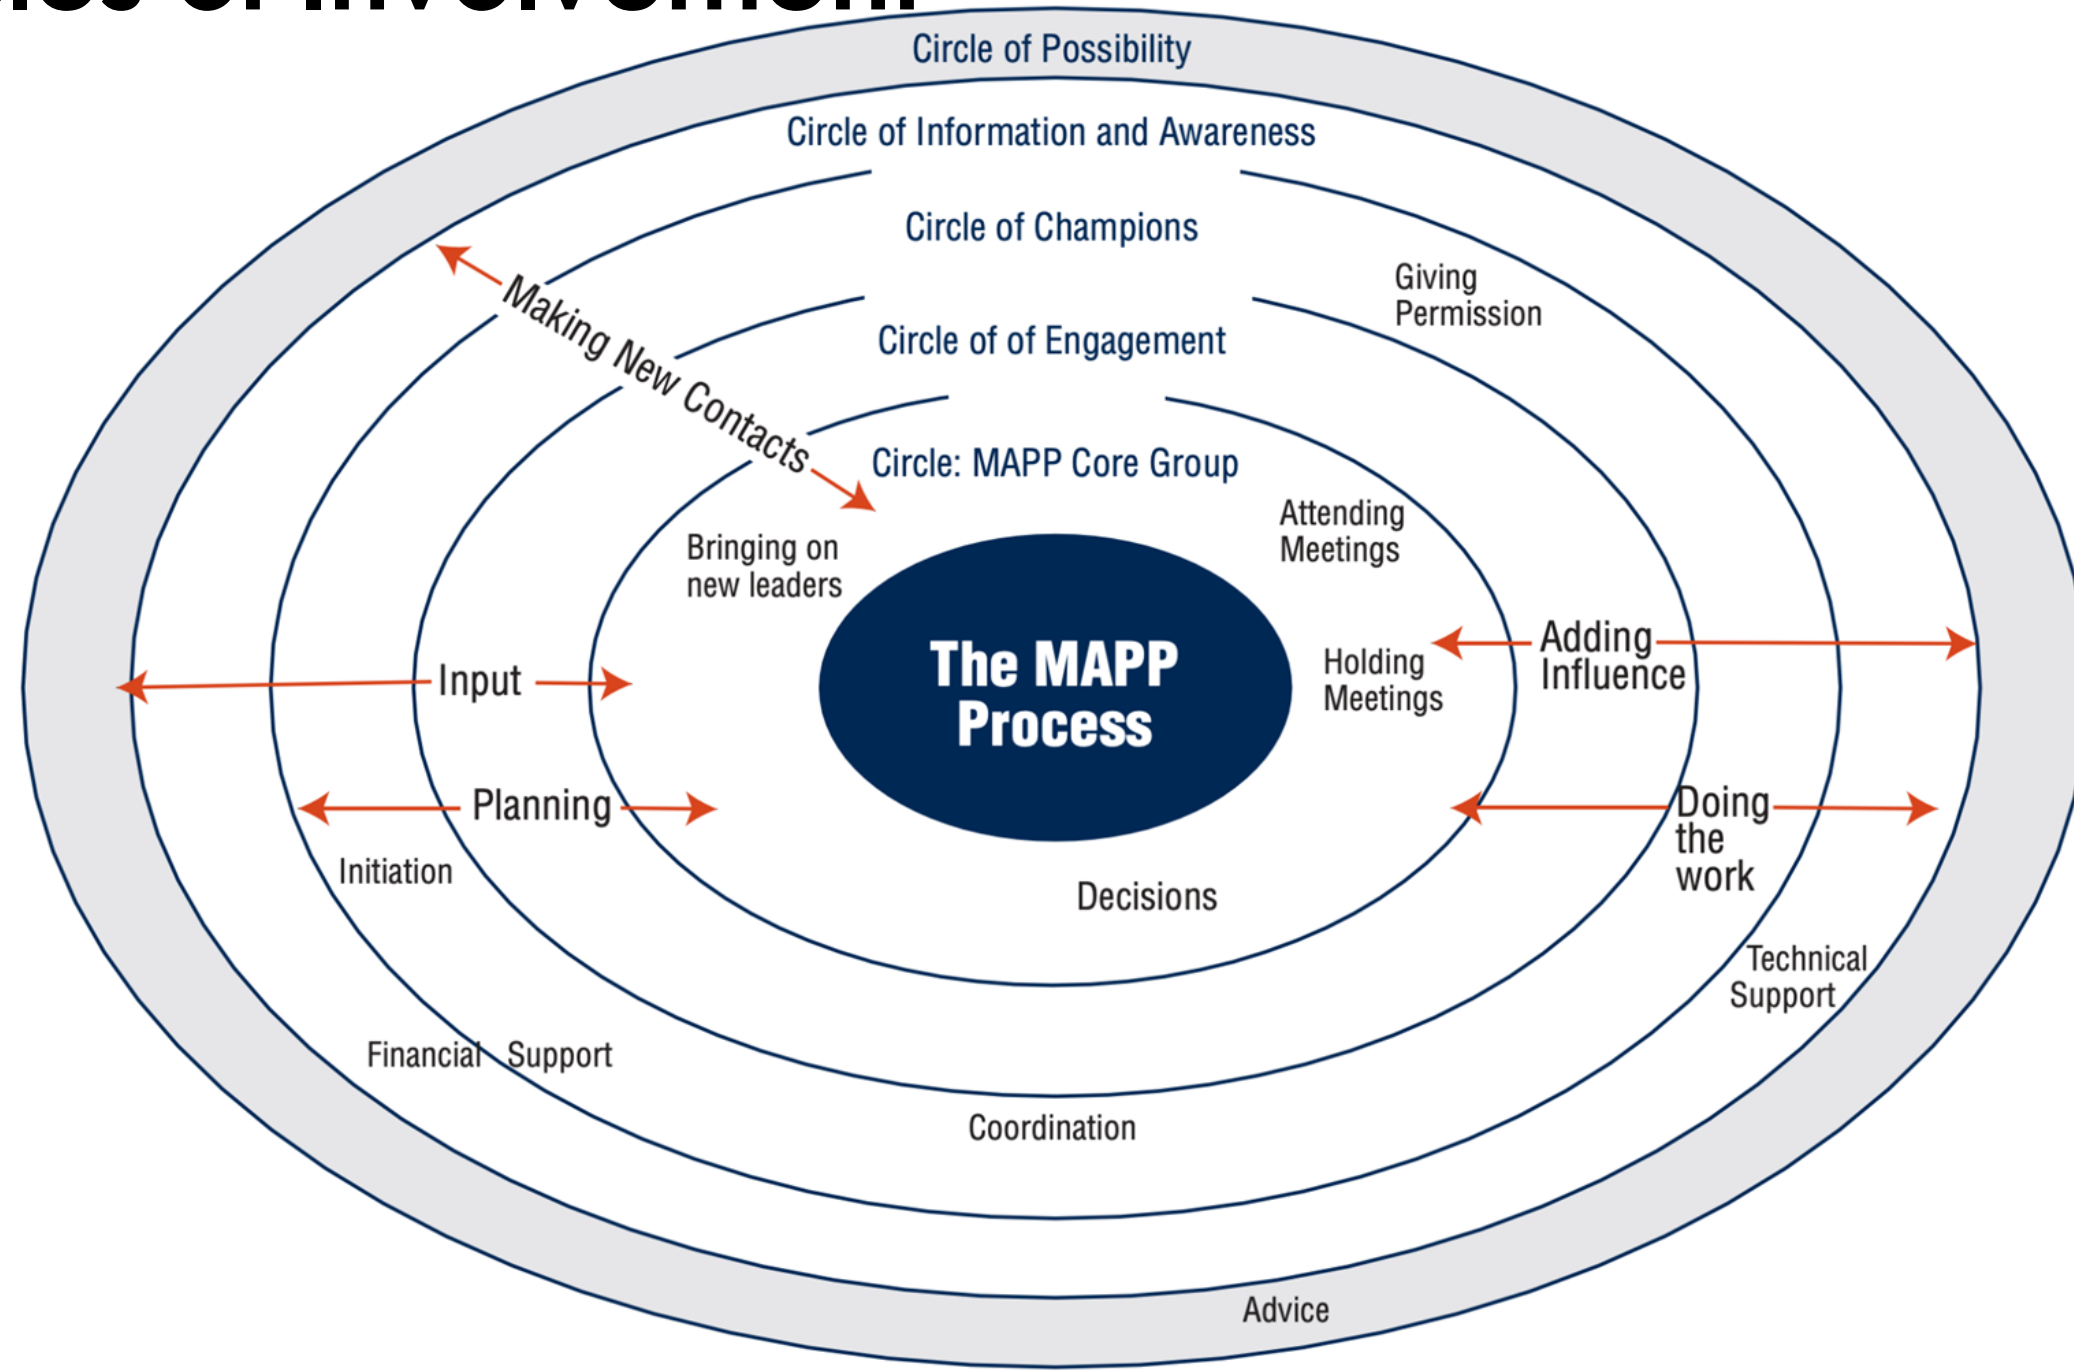 of Involvement
Circle of Possibility
Circle of Information and Awareness
Circle of Champions
Giving
Permission
Circle of of Engagement
Making New Contacts
Circle: MAPP Core Group
Attending
Meetings
Bringing on
new leaders
The MAPP
Process
Adding
Influence
Holding
Meetings
Input
Planning
Doing
the
work
Initiation
Decisions
Technical
Support
Financial Support
Coordination
Advice